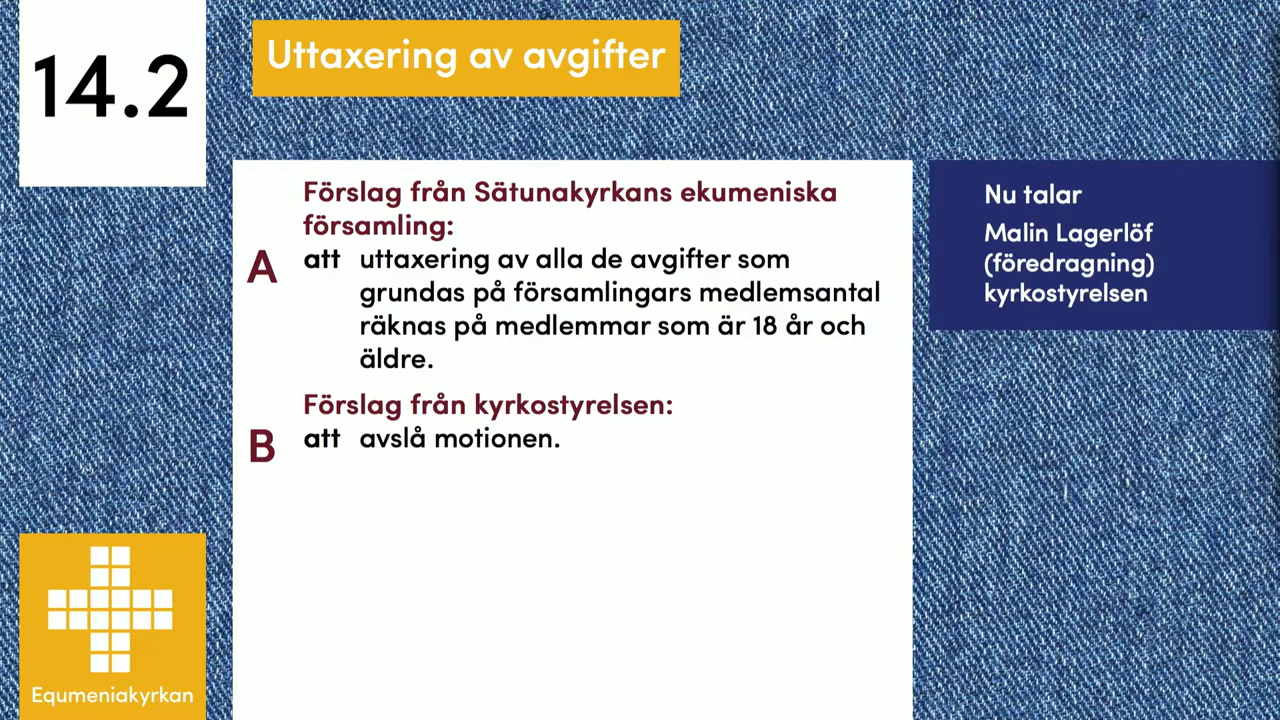 14.2
Uttaxering av avgifter
Förslag från Sätunakyrkans ekumeniska
församling:
A
att uttaxering av alla de avgifter som
grundas på församlingars medlemsantal
räknas på medlemmar som är 18 år och
äldre.
Förslag från kyrkostyrelsen:
B
att avslå motionen.
Nu talar
Malin Lagerlöf
(föredragning)
kyrkostyrelsen
Equmeniakyrkan